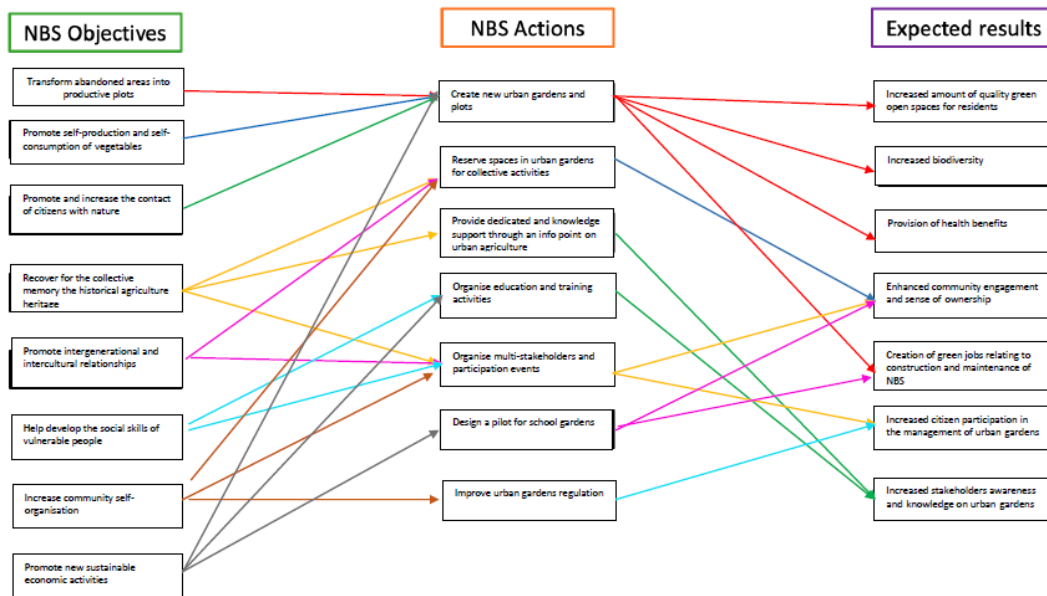 NBS Objectives
NBS Actions
Expected results
Transform abandoned areas into
productive plots
Promote self-production and self-
consumption of vegetables
Promote and increase the contact
of citizens with nature
Recover for the collective
memory the historical agriculture
heritage
Promote intergenerational and
intercultural relationships
Help develop the social skills of
vulnerable people
Increase community self-
organisation
Promote new sustainable
economic activities
Create new urban gardens and
plots
Reserve spaces in urban gardens
for collective activities
Provide dedicated and knowledge
support through an info point on
urban agriculture
Organise education and training
activities
Organise multi-stakeholders and
participation events
Design a pilot for school gardens
Improve urban gardens regulation
Increased amount of quality green
open spaces for residents
Increased biodiversity
Provision of health benefits
Enhanced community engagement
and sense of ownership
Creation of green jobs relating to
construction and maintenance of
NBS
Increased citizen participation in
the management of urban gardens
Increased stakeholders awareness
and knowledge on urban gardens